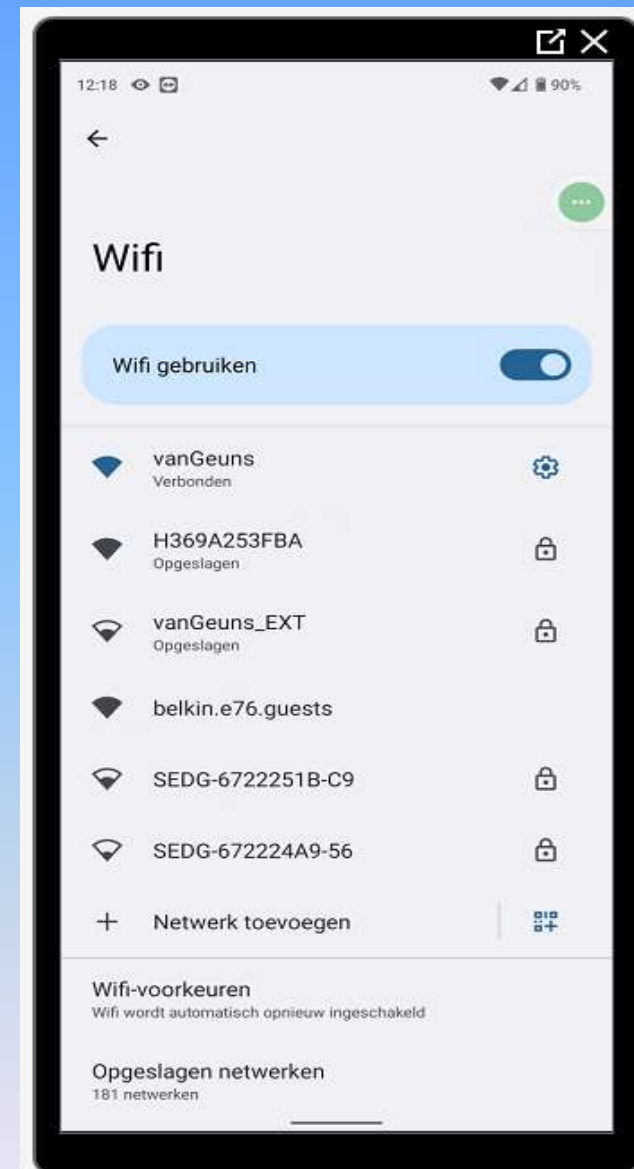 12:18 90%
Wifi
Wifi gebruiken
vanGeuns
Verbonden
H369A253FBA
Opgeslagen
vanGeuns_EXT
Opgeslagen
belkin.e76.guests
SEDG-6722251B-C9
SEDG-672224A9-56
Netwerk toevoegen
Wifi-voorkeuren
Wifi wordt automatisch opnieuw ingeschakeld
Opgeslagen netwerken
181 netwerken